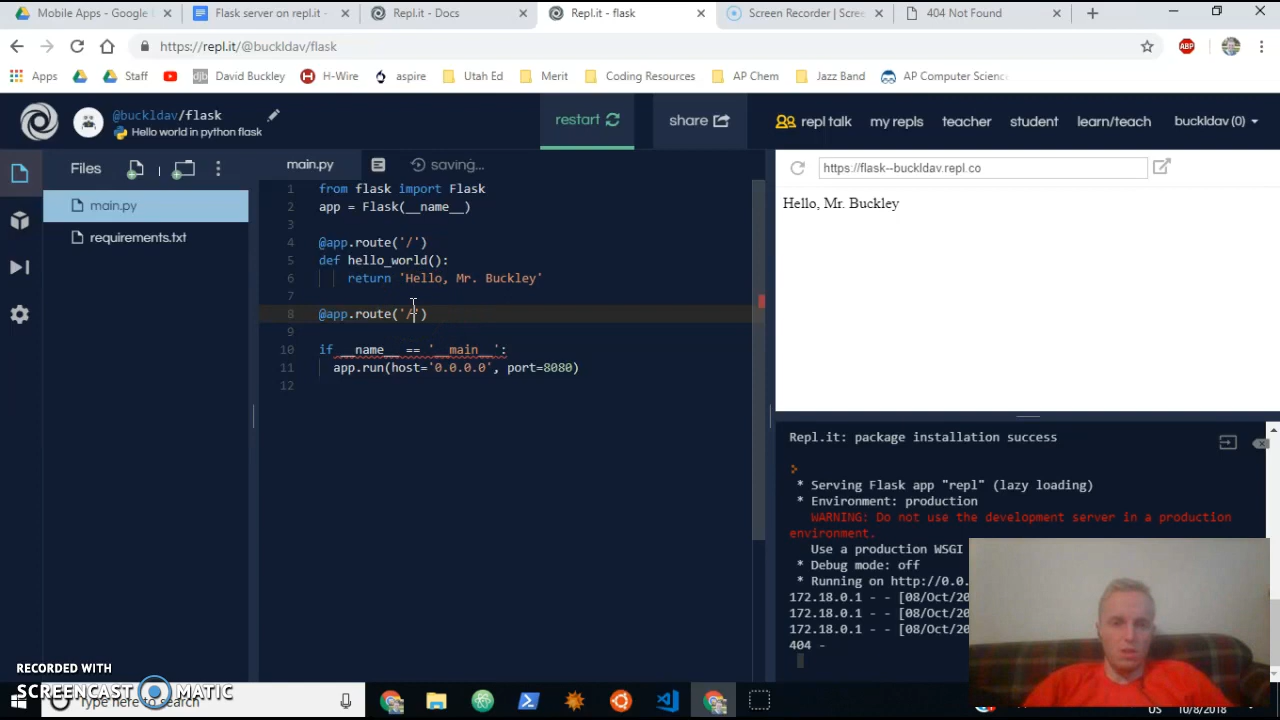 Mobile Apps - Google
Flask server on repl.it -
Repl.it - Docs
Repl.it - flask
Screen Recorder | Scree
404 Not Found
https://repl.it/@buckldav/flask
ABP
Apps
Staff
djb David Buckley
H H-Wire
aspire
Utah Ed
Merit
Coding Resources
AP Chem
Jazz Band
AP Computer Scienc
@buckldav/flask
Hello world in python flask
restart
share
repl talk
my repls
teacher
student
learn/teach
buckldav (0)
Files
main.py
saving...
https://flask--buckldav.repl.co
main.py
requirements.txt
1 from flask import Flask
2 app = Flask(__name__)
3
4 @app.route('/')
5 def hello_world():
6 return 'Hello, Mr. Buckley'
7
8 @app.route('/')
9
10 if __name__ == '__main__':
11 app.run(host='0.0.0.0', port=8080)
12
Hello, Mr. Buckley
Repl.it: package installation success
* Serving Flask app "repl" (lazy loading)
* Environment: production
WARNING: Do not use the development server in a production
environment.
Use a production WSGI
* Debug mode: off
* Running on http://0.0.
172.18.0.1 - - [08/Oct/20
172.18.0.1 - - [08/Oct/20
172.18.0.1 - - [08/Oct/20
404 -
RECORDED WITH
SCREENCAST MATIC
Type here to search
US
10/8/2018